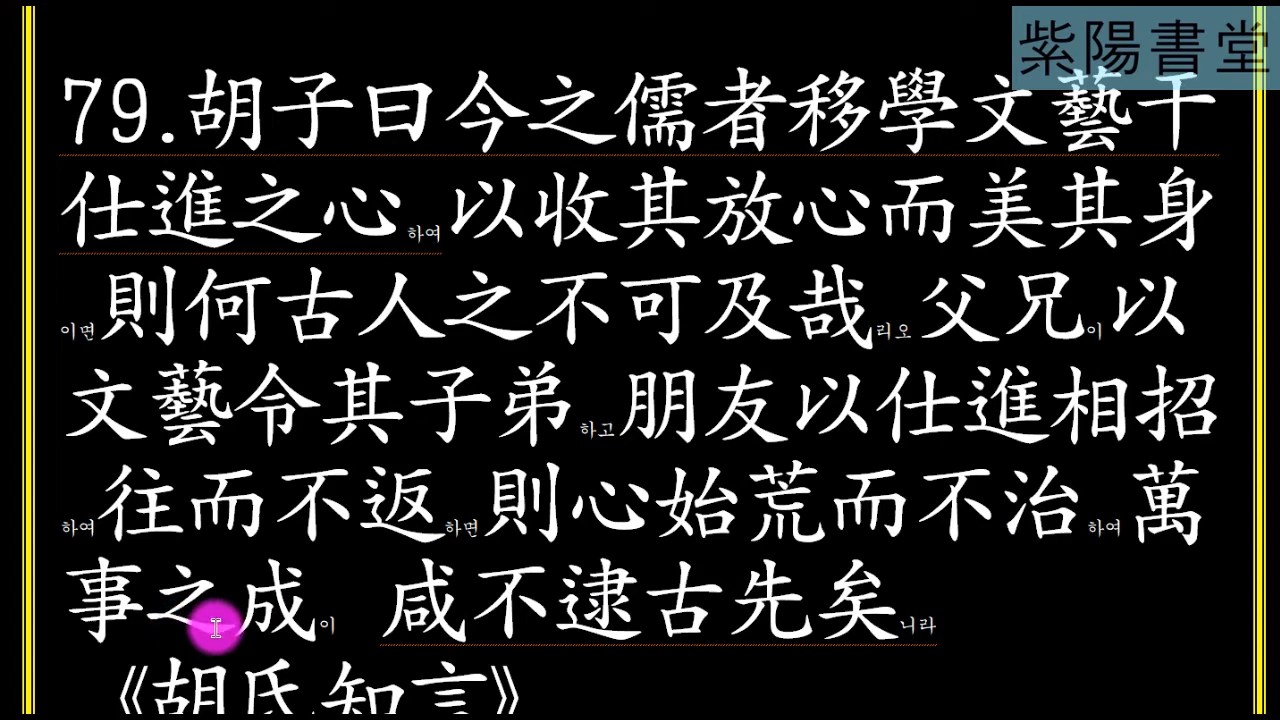 紫陽書堂
79.胡子曰今之儒者移學文藝干
仕進之心하여以收其放心而美其身
이면則何古人之不可及哉리오父兄이以
文藝令其子弟하고朋友以仕進相招
하여往而不返하면則心始荒而不治하여萬
事之成이 咸不逮古先矣니라
《胡氏知言》